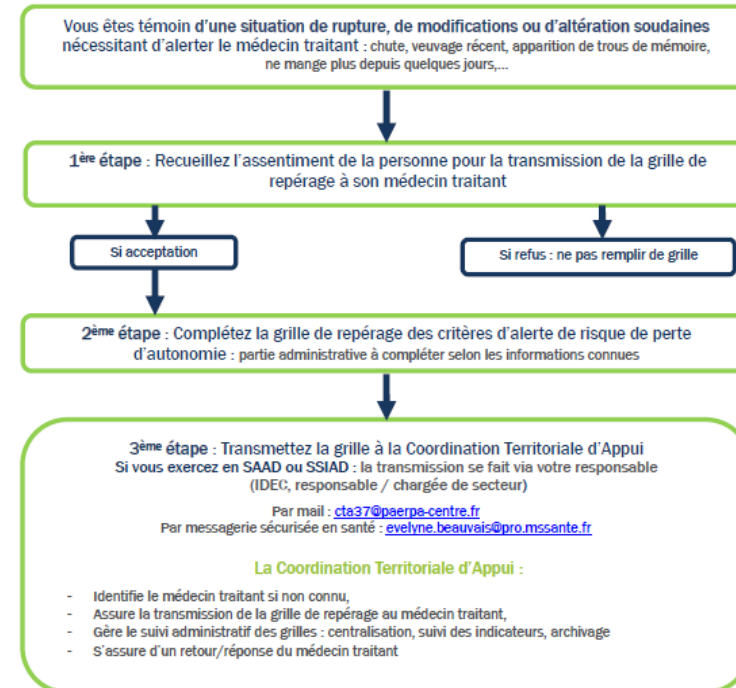 Vous êtes témoin d'une situation de rupture, de modifications ou d'altération soudaines
nécessitant d'alerter le médecin traitant : chute, veuvage récent, apparition de trous de mémoire,
ne mange plus depuis quelques jours,...
1ère étape : Recueillez l'assentiment de la personne pour la transmission de la grille de
repérage à son médecin traitant
Si acceptation
Si refus : ne pas remplir de grille
2ème étape : Complétez la grille de repérage des critères d'alerte de risque de perte
d'autonomie : partie administrative à compléter selon les informations connues
3ème étape : Transmettez la grille à la Coordination Territoriale d'Appui
Si vous exercez en SAAD ou SSIAD : la transmission se fait via votre responsable
(IDEC, responsable / chargée de secteur)
Par mail : cta37@paerpa-centre.fr
Par messagerie sécurisée en santé : evelyne.beauvais@pro.mssante.fr
La Coordination Territoriale d'Appui :
- Identifie le médecin traitant si non connu,
- Assure la transmission de la grille de repérage au médecin traitant,
- Gère le suivi administratif des grilles : centralisation, suivi des indicateurs, archivage
- S'assure d'un retour/réponse du médecin traitant